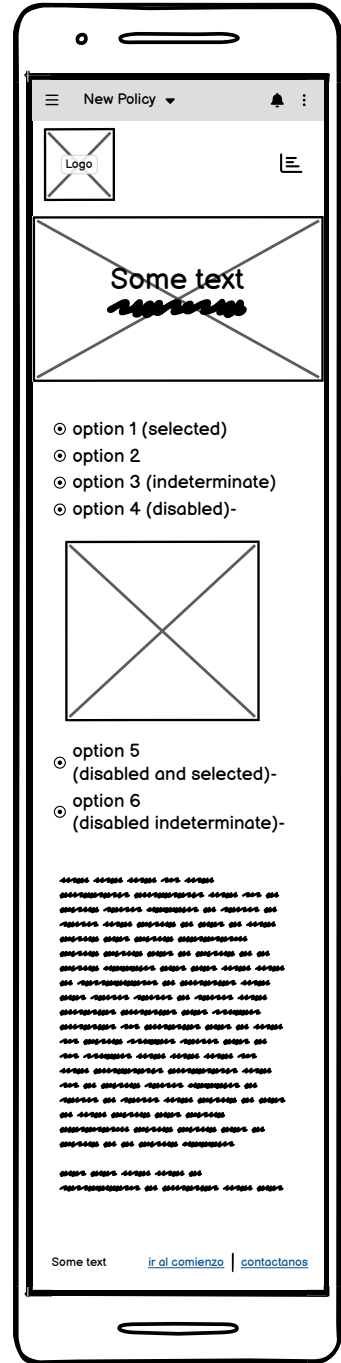 New Policy
Logo
Some text
option 1 (selected)
option 2
option 3 (indeterminate)
option 4 (disabled)-
option 5
(disabled and selected)-
option 6
(disabled indeterminate)-
Some text ir al comienzo contactanos